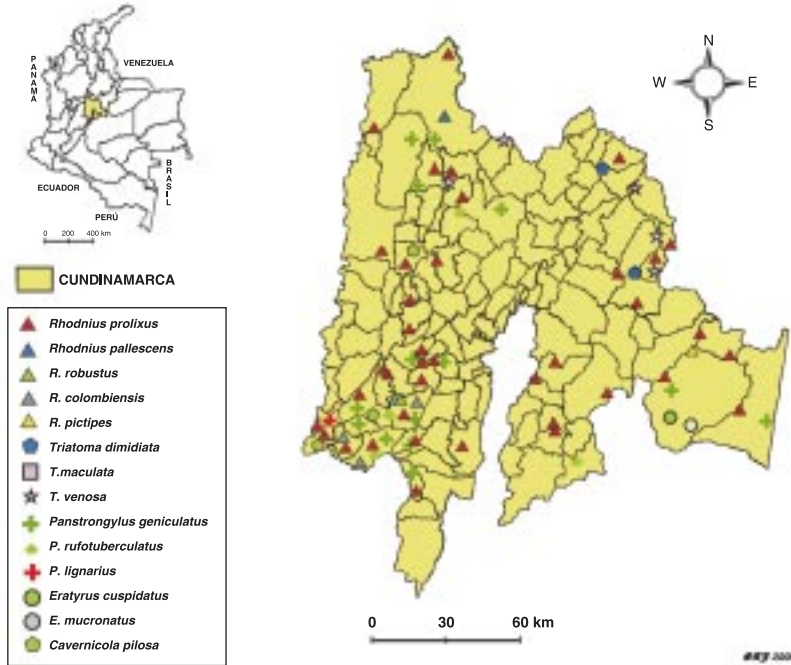 PANAMÁ
VENEZUELA
ECUADOR
BRASIL
PERÚ
0 200 400 km
CUNDINAMARCA
N
W E
S
Rhodnius prolixus
Rhodnius pallescens
R. robustus
R. colombiensis
R. pictipes
Triatoma dimidiata
T.maculata
T. venosa
Panstrongylus geniculatus
P. rufotuberculatus
P. lignarius
Eratyrus cuspidatus
E. mucronatus
Cavernicola pilosa
0 30 60 km